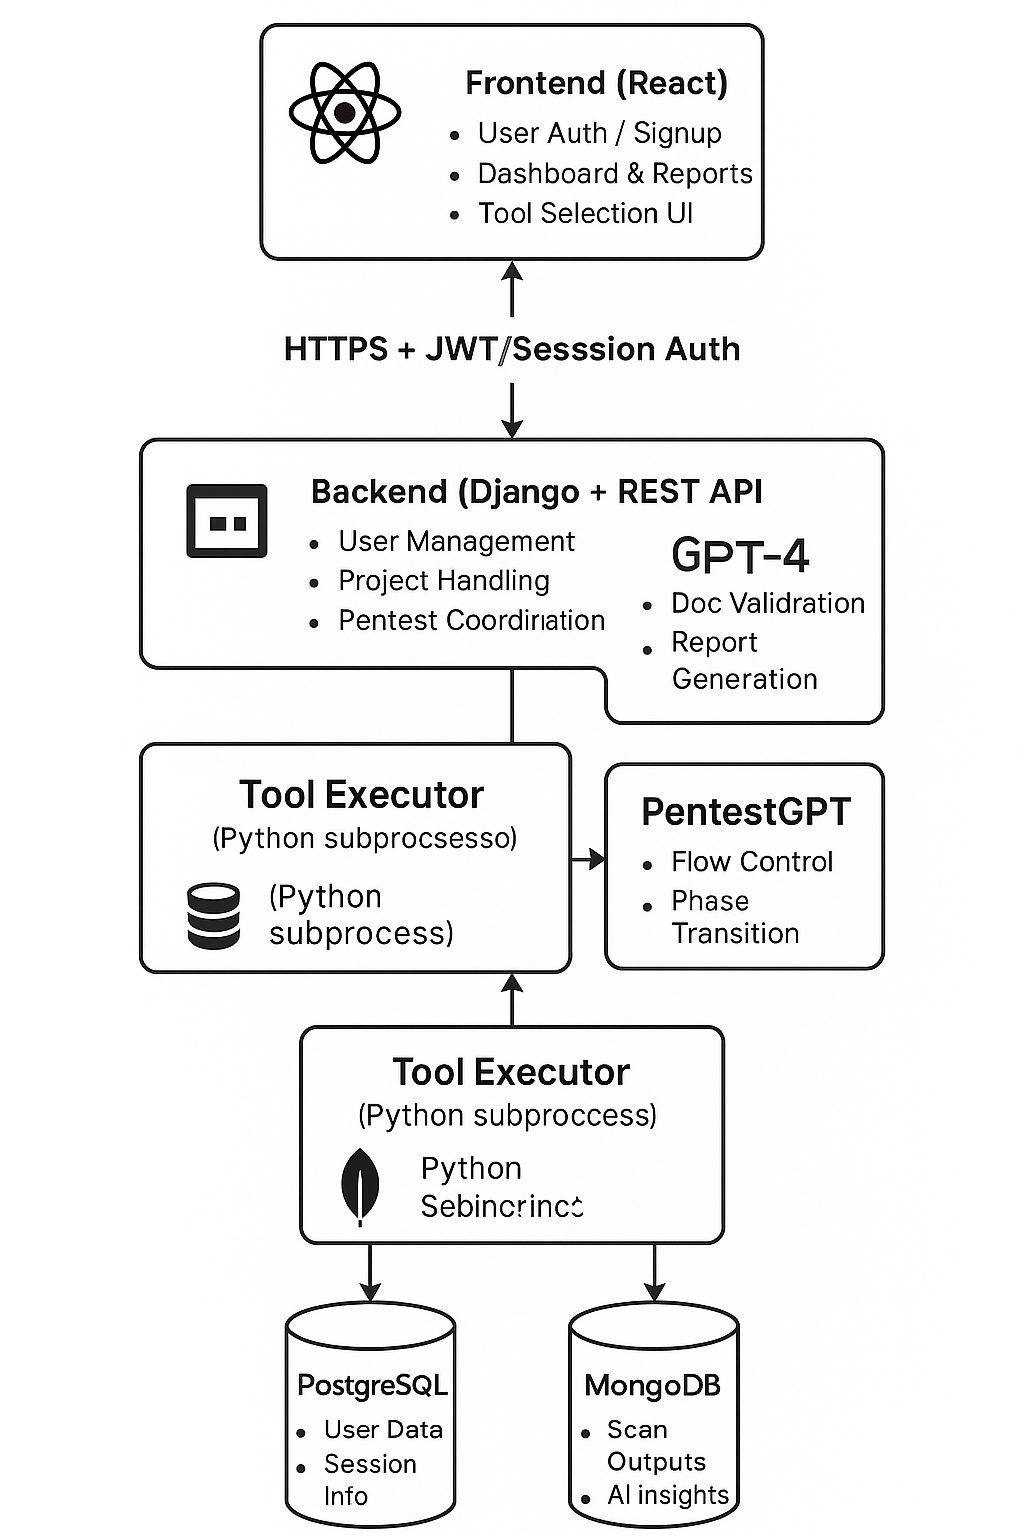 Frontend (React)
• User Auth / Signup
• Dashboard & Reports
• Tool Selection UI
HTTPS + JWT/Sesssion Auth
Backend (Django + REST API
• User Management
• Project Handling
• Pentest Coordination
GPT-4
• Doc Validration
• Report
Generation
Tool Executor
(Python subprocsesso)
(Python
subprocess)
PentestGPT
• Flow Control
• Phase
Transition
Tool Executor
(Python subproccess)
Python
PostgreSQL
• User Data
• Session
Info
MongoDB
• Scan
Outputs
• AI insights